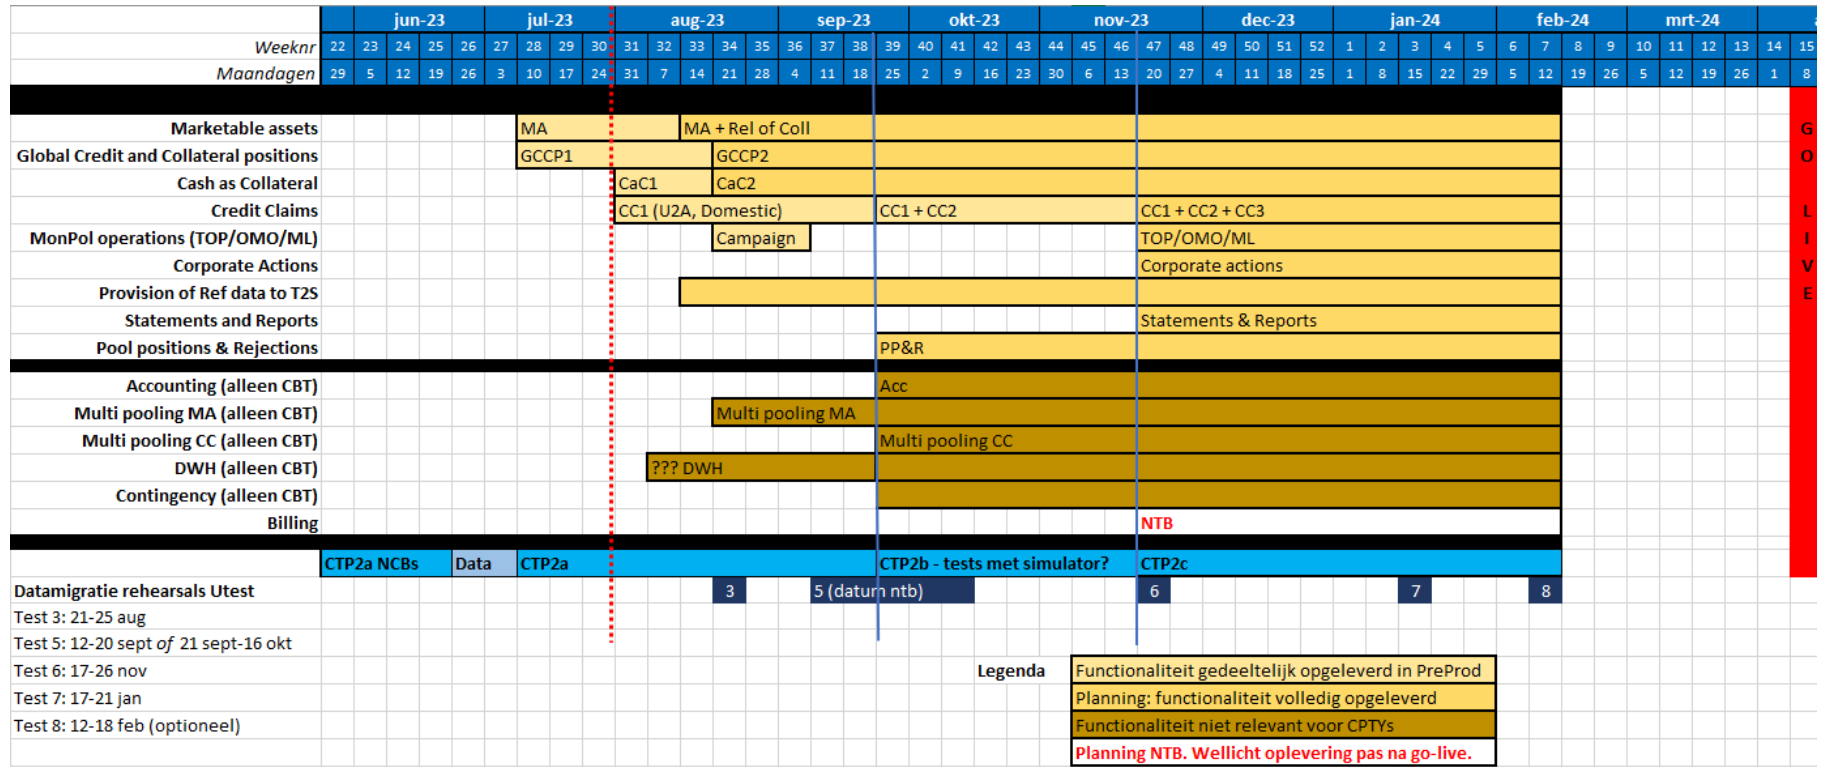 jun-23 jul-23 aug-23 sep-23 okt-23 nov-23 dec-23 jan-24 feb-24 mrt-24
Weeknr 22 23 24 25 26 27 28 29 30 31 32 33 34 35 36 37 38 39 40 41 42 43 44 45 46 47 48 49 50 51 52 1 2 3 4 5 6 7 8 9 10 11 12 13 14 15
Maandagen 29 5 12 19 26 3 10 17 24 31 7 14 21 28 4 11 18 25 2 9 16 23 30 6 13 20 27 4 11 18 25 1 8 15 22 29 5 12 19 26 5 12 19 26 1 8
Marketable assets MA MA + Rel of Coll G
Global Credit and Collateral positions GCCP1 GCCP2 O
Cash as Collateral CaC1 CaC2
Credit Claims CC1 (U2A, Domestic) CC1 + CC2 CC1 + CC2 + CC3 L
MonPol operations (TOP/OMO/ML) Campaign TOP/OMO/ML I
Corporate Actions Corporate actions V
Provision of Ref data to T2S E
Statements and Reports Statements & Reports
Pool positions & Rejections PP&R
Accounting (alleen CBT) Acc
Multi pooling MA (alleen CBT) Multi pooling MA
Multi pooling CC (alleen CBT) Multi pooling CC
DWH (alleen CBT) ??? DWH
Contingency (alleen CBT)
Billing NTB
CTP2a NCBs Data CTP2a CTP2b - tests met simulator? CTP2c
Datamigratie rehearsals Utest 3 5 (datum ntb) 6 7 8
Test 3: 21-25 aug
Test 5: 12-20 sept of 21 sept-16 okt
Test 6: 17-26 nov Legenda Functionaliteit gedeeltelijk opgeleverd in PreProd
Test 7: 17-21 jan Planning: functionaliteit volledig opgeleverd
Test 8: 12-18 feb (optioneel) Functionaliteit niet relevant voor CPTYs
Planning NTB. Wellicht oplevering pas na go-live.